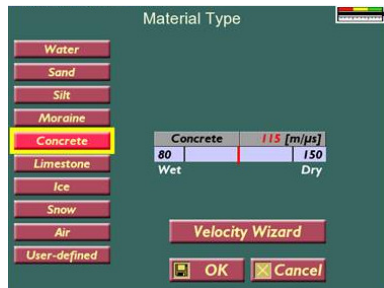 Material Type
Water
Sand
Silt
Moraine
Concrete
Limestone
Ice
Snow
Air
User-defined
Concrete 115 [m/µs]
80 150
Wet Dry
Velocity Wizard
OK Cancel